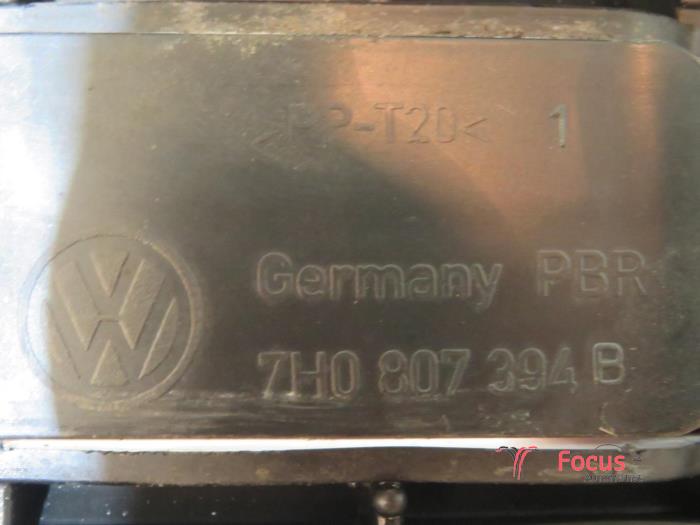 >PP-T20< 1
Germany PBR
7H0 807 394 B
Focus